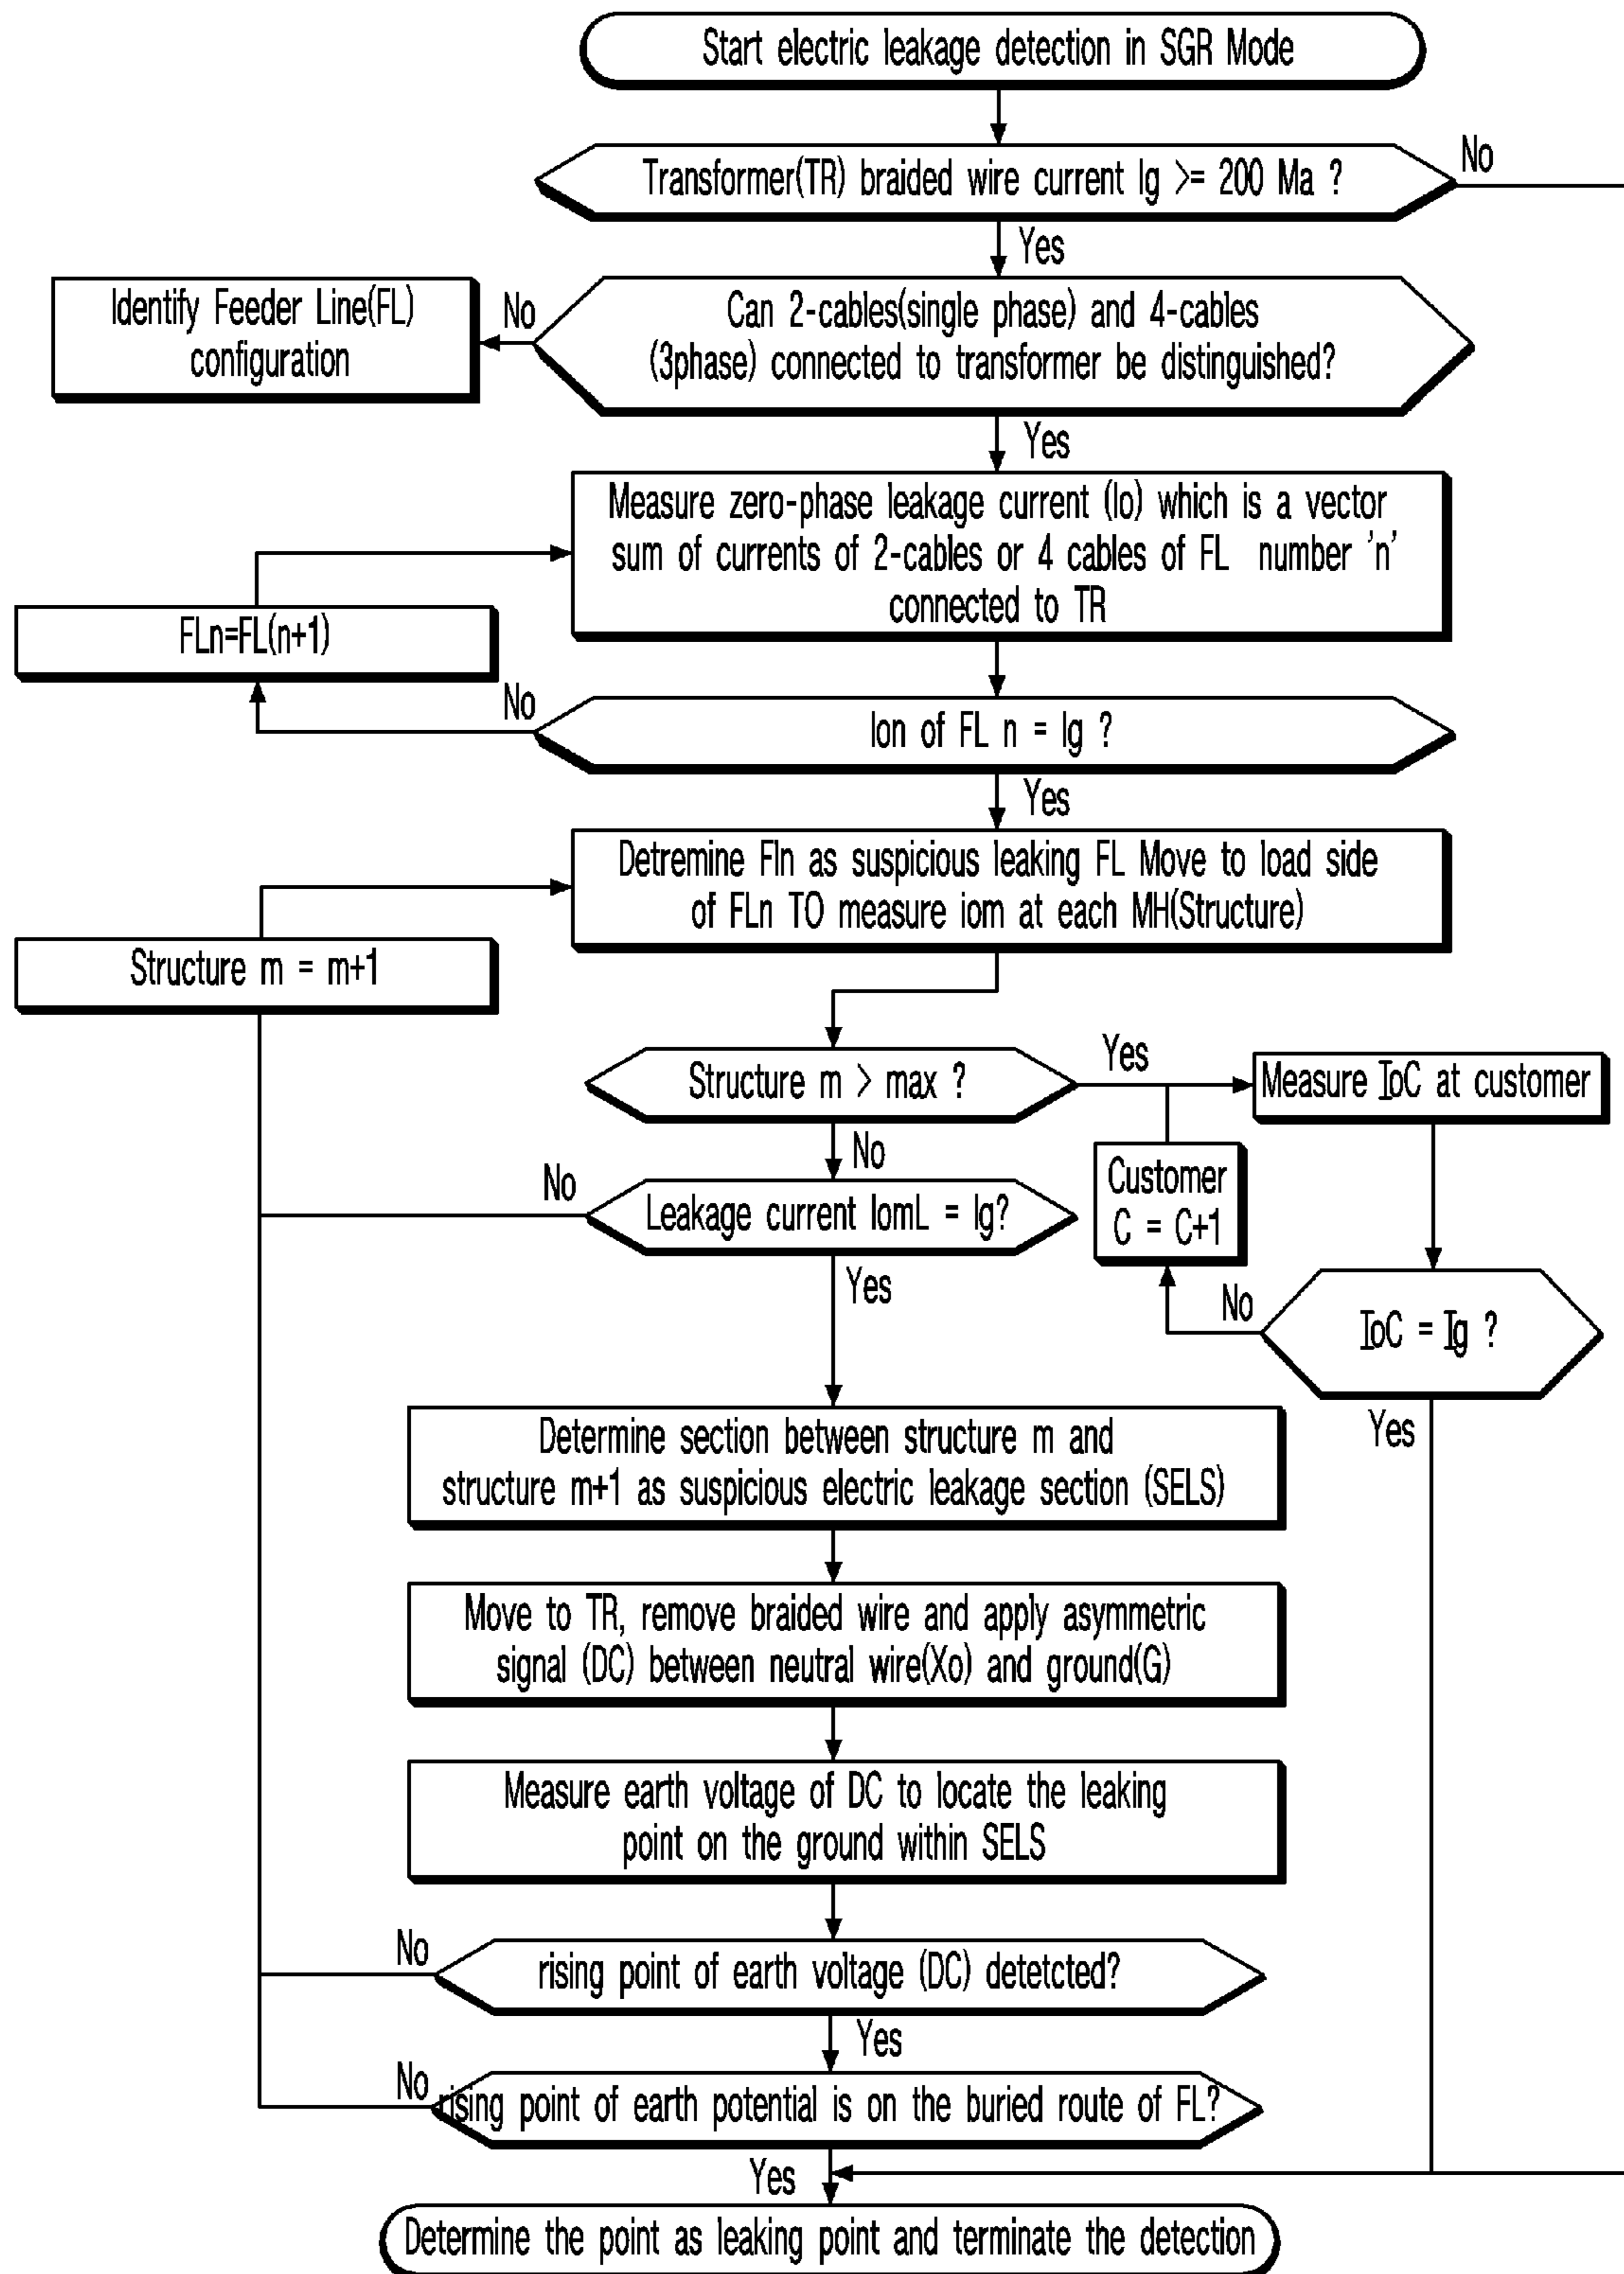 Start electric leakage detection in SGR Mode
Transformer(TR) braided wire current Ig >= 200 Ma ?
No
Yes
Identify Feeder Line(FL)
configuration
No
Can 2-cables(single phase) and 4-cables
(3phase) connected to transformer be distinguished?
Yes
Measure zero-phase leakage current (Io) which is a vector
sum of currents of 2-cables or 4 cables of FL number 'n'
connected to TR
FLn=FL(n+1)
No
Ion of FL n = Ig ?
Yes
Detremine Fln as suspicious leaking FL Move to load side
of FLn TO measure iom at each MH(Structure)
Structure m = m+1
Structure m > max ?
Yes
Measure IoC at customer
No
Customer
C = C+1
No
Leakage current IomL = Ig?
Yes
No
IoC = Ig ?
Yes
Determine section between structure m and
structure m+1 as suspicious electric leakage section (SELS)
Move to TR, remove braided wire and apply asymmetric
signal (DC) between neutral wire(Xo) and ground(G)
Measure earth voltage of DC to locate the leaking
point on the ground within SELS
No
rising point of earth voltage (DC) detetcted?
Yes
No
rising point of earth potential is on the buried route of FL?
Yes
Determine the point as leaking point and terminate the detection